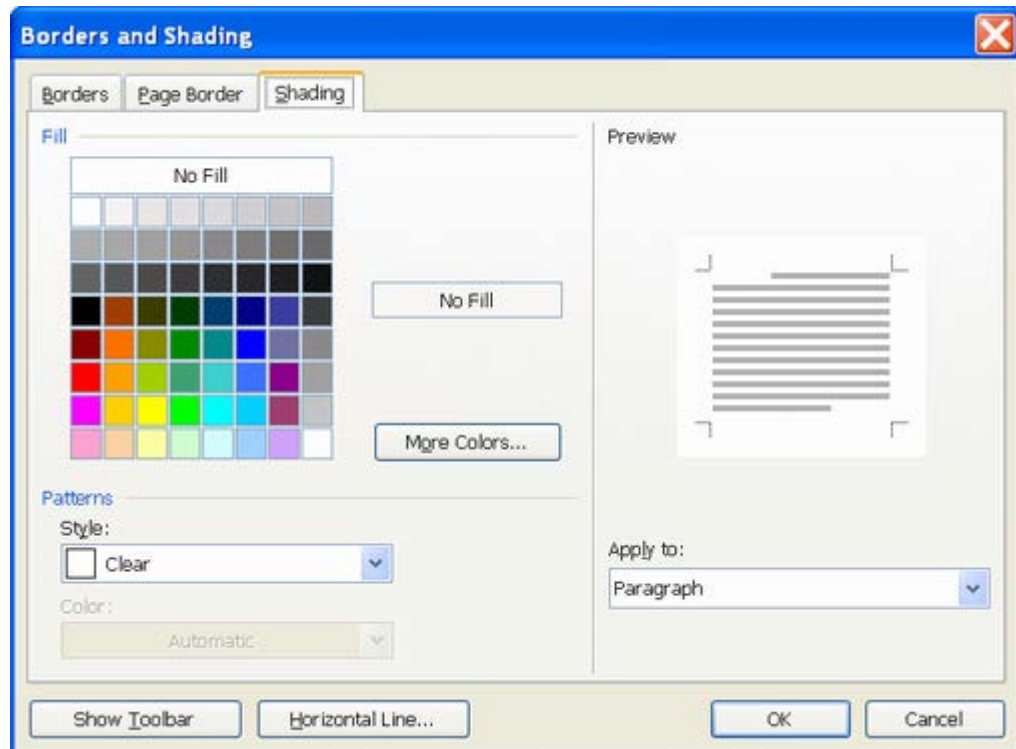 Borders and Shading
Borders Page Border Shading
Fill
No Fill
No Fill
More Colors...
Patterns
Style:
Clear
Color:
Automatic
Preview
Apply to:
Paragraph
Show Toolbar Horizontal Line... OK Cancel